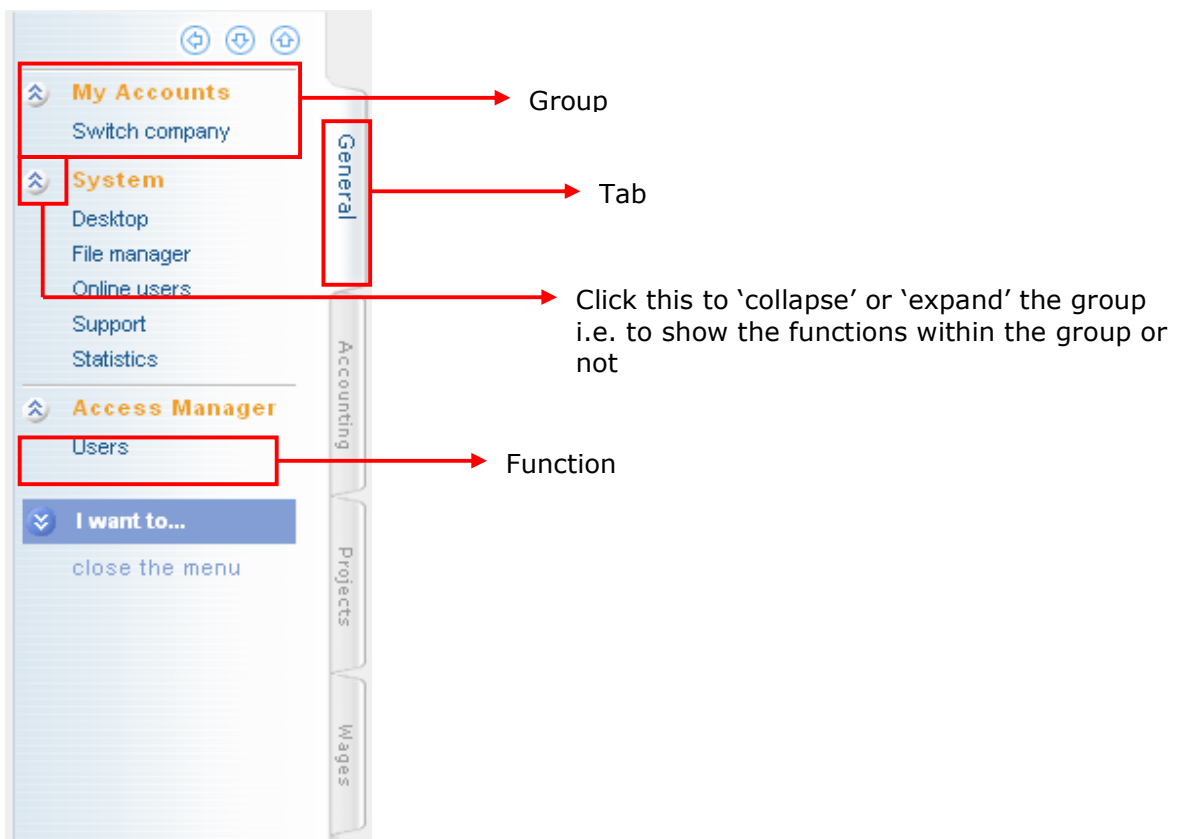 My Accounts
Group
Switch company
General
System
Tab
Desktop
File manager
Online users
Click this to ‘collapse’ or ‘expand’ the group
i.e. to show the functions within the group or
not
Support
Statistics
Accounting
Access Manager
Users
Function
I want to...
close the menu
Projects
Wages